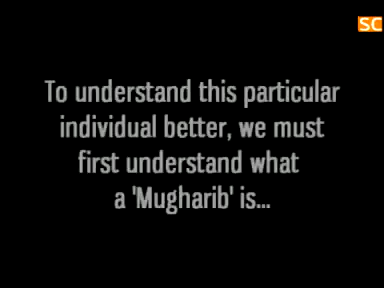 SC
To understand this particular
individual better, we must
first understand what
a 'Mugharib' is...